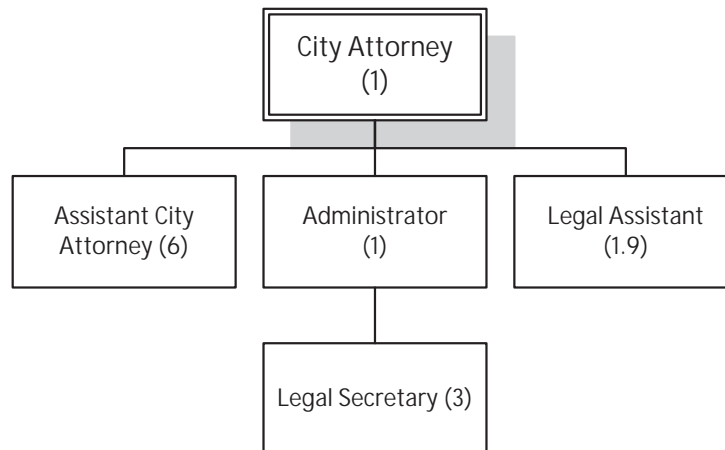 City Attorney
(1)
Assistant City
Attorney (6)
Administrator
(1)
Legal Assistant
(1.9)
Legal Secretary (3)